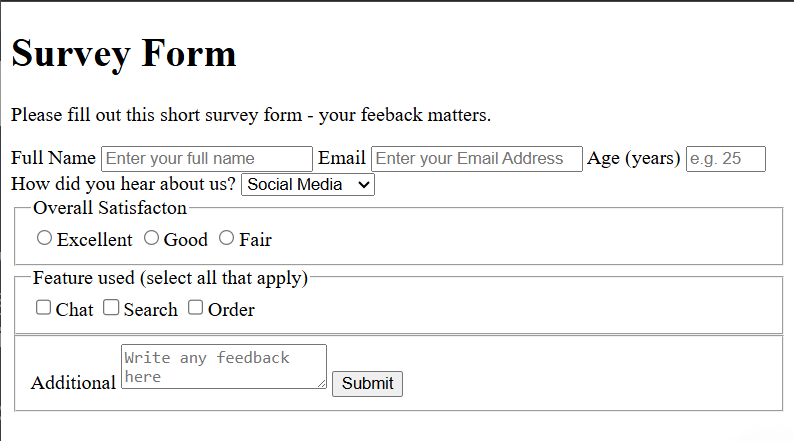 Survey Form
Please fill out this short survey form - your feeback matters.
Full Name Enter your full name Email Enter your Email Address Age (years) e.g. 25
How did you hear about us? Social Media
Overall Satisfacton
Excellent Good Fair
Feature used (select all that apply)
Chat Search Order
Write any feedback
Additional here Submit